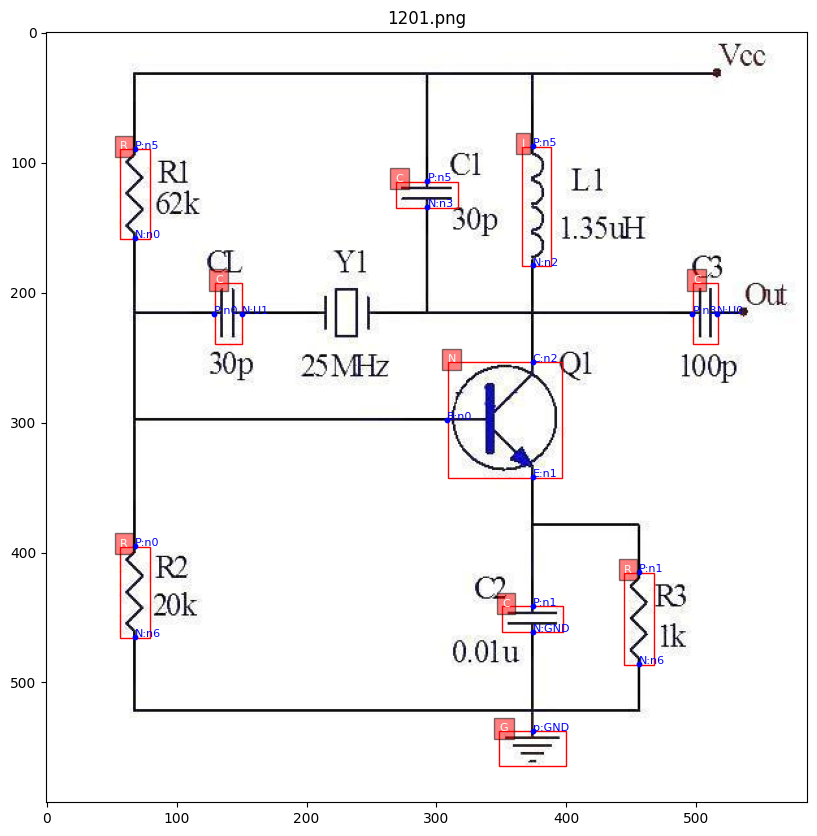 1201.png
Vcc
R
P:n5
R1
62k
N:n0
C
P:n5
N:n3
C1
30p
P:n5
L1
1.35uH
N:n2
CL
C
P:n0
N:U1
30p
Y1
25MHz
C3
C
N:U0
Out
100p
N
C:n2
Q1
B:n0
E:n1
R
P:n0
R2
20k
N:n6
C2
C
P:n1
N:GND
0.01u
R
P:n1
R3
1k
N:n6
G
p:GND
0
100
200
300
400
500
0
100
200
300
400
500